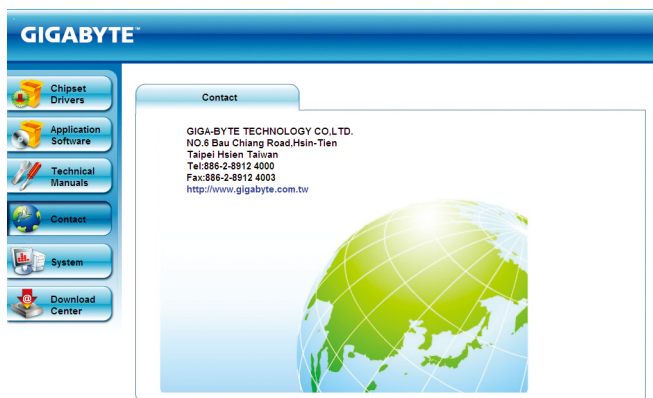 GIGABYTE™
Chipset
Drivers
Application
Software
Technical
Manuals
Contact
System
Download
Center
Contact
GIGA-BYTE TECHNOLOGY CO,LTD.
NO.6 Bau Chiang Road,Hsin-Tien
Taipei Hsien Taiwan
Tel:886-2-8912 4000
Fax:886-2-8912 4003
http://www.gigabyte.com.tw